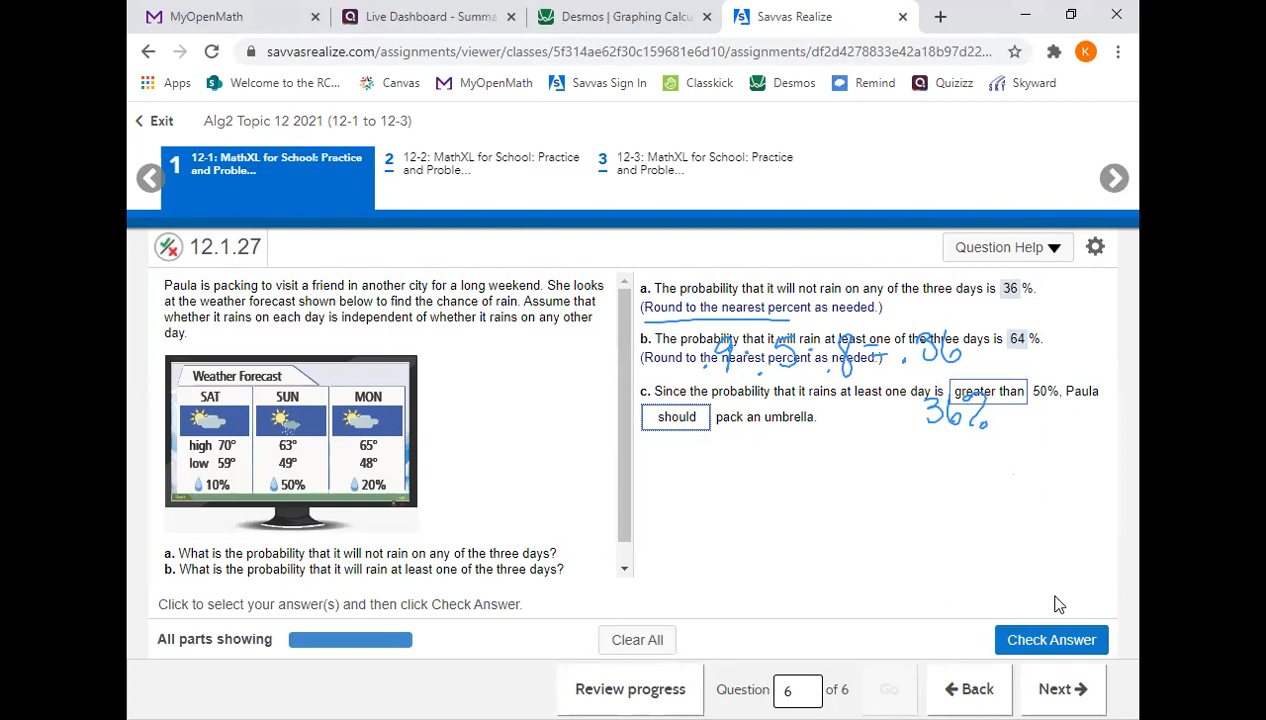 MyOpenMath
Live Dashboard - Summa
Desmos | Graphing Calcu
Savvas Realize
savvasrealize.com/assignments/viewer/classes/5f314ae62f30c159681e6d10/assignments/df2d4278833e42a18b97d22...
K
Apps
Welcome to the RC...
Canvas
MyOpenMath
Savvas Sign In
Classkick
Desmos
Remind
Quizizz
Skyward
Exit
Alg2 Topic 12 2021 (12-1 to 12-3)
1
12-1: MathXL for School: Practice
and Proble...
2
12-2: MathXL for School: Practice
and Proble...
3
12-3: MathXL for School: Practice
and Proble...
12.1.27
Question Help
Paula is packing to visit a friend in another city for a long weekend. She looks
at the weather forecast shown below to find the chance of rain. Assume that
whether it rains on each day is independent of whether it rains on any other
day.
Weather Forecast
SAT SUN MON
high 70° 63° 65°
low 59° 49° 48°
10% 50% 20%
a. What is the probability that it will not rain on any of the three days?
b. What is the probability that it will rain at least one of the three days?
a. The probability that it will not rain on any of the three days is 36 %.
(Round to the nearest percent as needed.)
b. The probability that it will rain at least one of the three days is 64 %.
(Round to the nearest percent as needed.)
.9 · .5 · .8 = .36
c. Since the probability that it rains at least one day is greater than 50%, Paula
36%
should pack an umbrella.
Click to select your answer(s) and then click Check Answer.
All parts showing
Clear All
Check Answer
Review progress
Question 6 of 6
Go
Back
Next